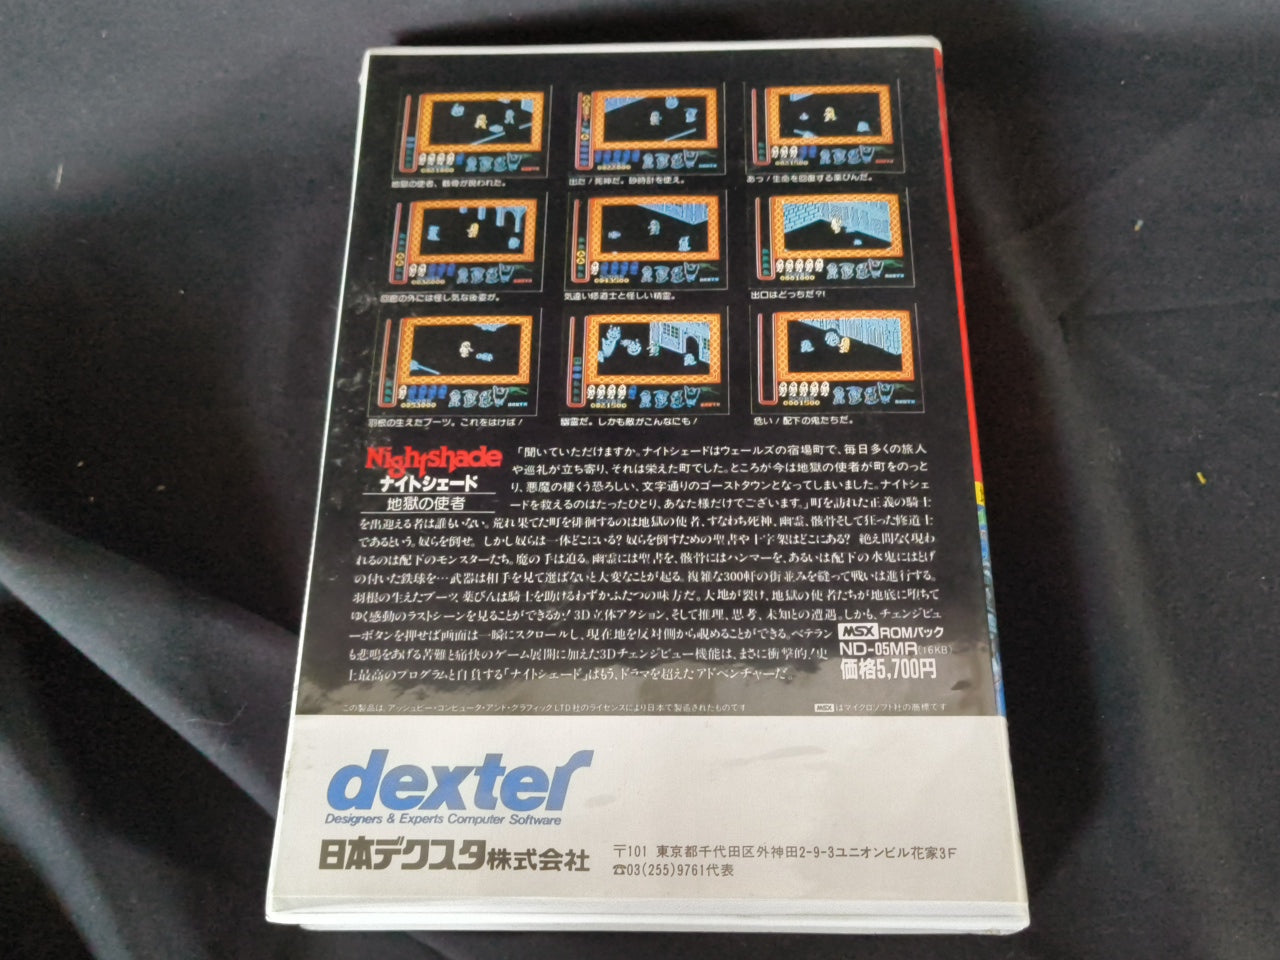 地獄の使者、骸骨が現われた。
出た!死神だ。砂時計を使え。
あっ!生命を回復する薬びんだ。
回廊の外には怪し気な後姿が。
気違い修道士と怪しい精霊。
出口はどっちだ?!
羽根の生えたブーツ。これをはけば!
幽霊だ。しかも敵がこんなにも!
危い!配下の鬼たちだ。
Nightshade
ナイトシェード
地獄の使者
「聞いていただけますか。ナイトシェードはウェールズの宿場町で、毎日多くの旅人
や巡礼が立ち寄り、それは栄えた町でした。ところが今は地獄の使者が町をのっと
り、悪魔の棲くう恐ろしい、文字通りのゴーストタウンとなってしまいました。ナイトシェ
ードを救えるのはたったひとり、あなた様だけでございます。」町を訪れた正義の騎士
を出迎える者は誰もいない。荒れ果てた町を徘徊するのは地獄の使者、すなわち死神、幽霊、骸骨そして狂った修道士
であるという。奴らを倒せ。しかし奴らは一体どこにいる?奴らを倒すための聖書や十字架はどこにある? 絶え間なく現わ
れるのは配下のモンスターたち。魔の手は迫る。幽霊には聖書を、骸骨にはハンマーを、あるいは配下の水鬼にはとげ
の付いた鉄球を…武器は相手を見て選ばないと大変なことが起る。複雑な300軒の街並みを縫って戦いは進行する。
羽根の生えたブーツ、薬びんは騎士を助けるわずかふたつの味方だ。大地が裂け、地獄の使者たちが地底に堕ちて
ゆく感動のラストシーンを見ることができるか!3D立体アクション、そして推理、思考、未知との遭遇。しかも、チェンジビュ
ーボタンを押せば画面は一瞬にスクロールし、現在地を反対側から眺めることができる。ベテラン
も悲鳴をあげる苦難と痛快のゲーム展開に加えた3Dチェンジビュー機能は、まさに衝撃的!史
上最高のプログラムと自負する「ナイトシェード」はもう、ドラマを超えたアドベンチャーだ。
MSX ROMパック
ND-05MR(16KB)
価格5,700円
この製品は、アッシュビー・コンピュータ・アンド・グラフィックLTD社のライセンスにより日本で製造されたものです
MSXはマイクロソフト社の商標です
dexter
Designers & Experts Computer Software
日本デクスタ株式会社
〒101 東京都千代田区外神田2-9-3ユニオンビル花家3F
☎03(255)9761代表